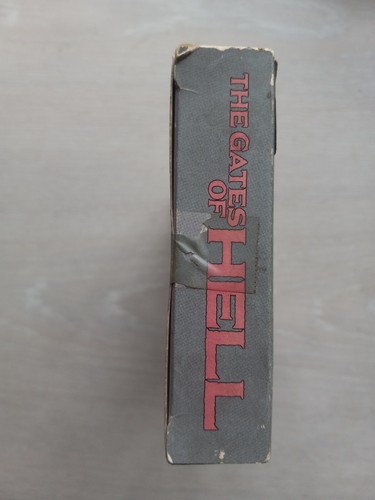 THE GATES
OF
HELL